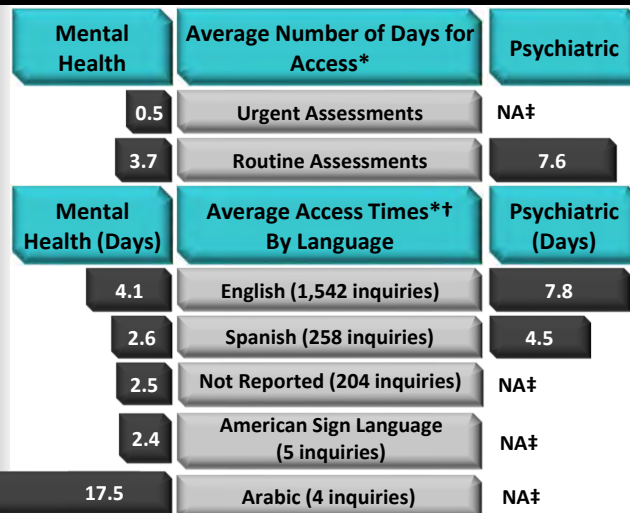 Mental Health
Average Number of Days for Access*
Psychiatric
0.5
Urgent Assessments
NA‡
3.7
Routine Assessments
7.6
Mental Health (Days)
Average Access Times*† By Language
Psychiatric (Days)
4.1
English (1,542 inquiries)
7.8
2.6
Spanish (258 inquiries)
4.5
2.5
Not Reported (204 inquiries)
NA‡
2.4
American Sign Language
(5 inquiries)
NA‡
17.5
Arabic (4 inquiries)
NA‡